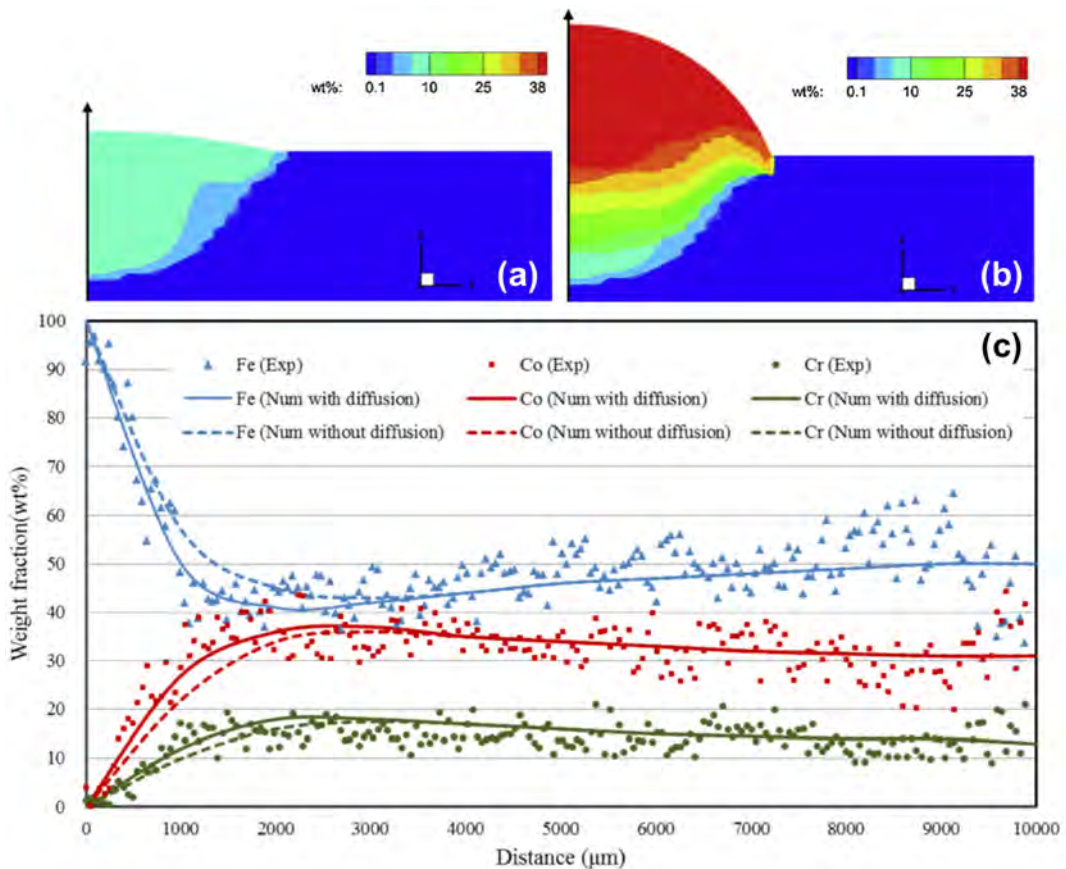 wt%: 0.1 10 25 38
wt%: 0.1 10 25 38
(a)
(b)
(c)
Fe (Exp) Co (Exp) Cr (Exp)
Fe (Num with diffusion) Co (Num with diffusion) Cr (Num with diffusion)
Fe (Num without diffusion) Co (Num without diffusion) Cr (Num without diffusion)
100
90
80
70
60
50
40
30
20
10
0
Weight fraction(wt%)
0 1000 2000 3000 4000 5000 6000 7000 8000 9000 10000
Distance (μm)